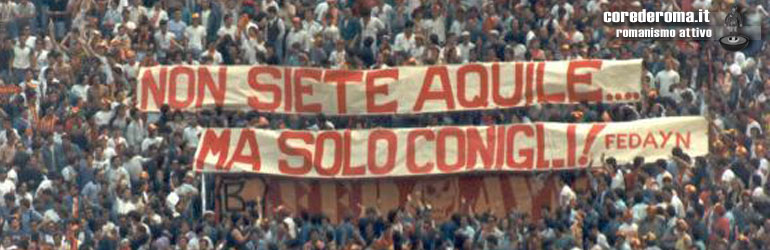 corederoma.it
romanismo attivo
NON SIETE AQUILE....
MA SOLO CONIGLI! FEDAYN